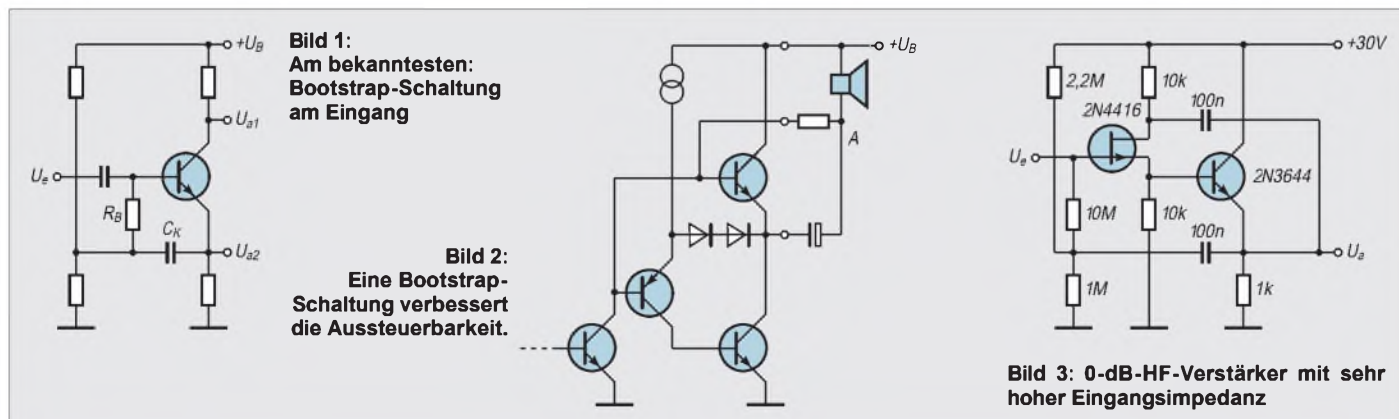 +U_B
Bild 1:
Am bekanntesten:
Bootstrap-Schaltung
am Eingang
U_a1
U_e
R_B
C_K
U_a2
+U_B
A
Bild 2:
Eine Bootstrap-
Schaltung verbessert
die Aussteuerbarkeit.
+30V
2,2M
10k
100n
2N4416
U_e
2N3644
10M
10k
100n
U_a
1M
1k
Bild 3: 0-dB-HF-Verstärker mit sehr
hoher Eingangsimpedanz